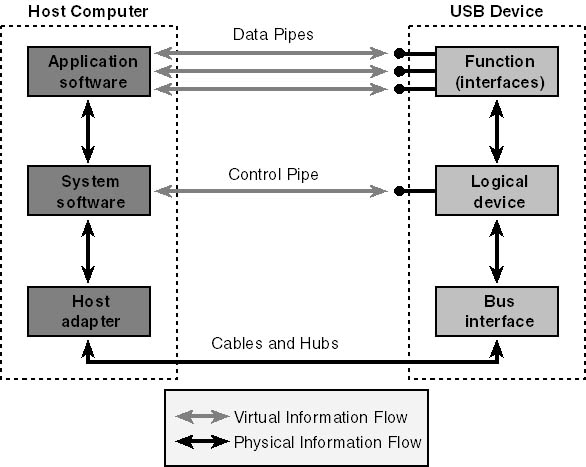 Host Computer
USB Device
Data Pipes
Application
software
Function
(interfaces)
Control Pipe
System
software
Logical
device
Host
adapter
Bus
interface
Cables and Hubs
Virtual Information Flow
Physical Information Flow